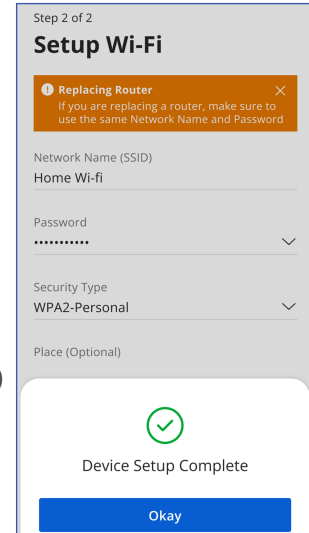 Step 2 of 2
Setup Wi-Fi
Replacing Router
If you are replacing a router, make sure to
use the same Network Name and Password
Network Name (SSID)
Home Wi-fi
Password
•••••••••••
Security Type
WPA2-Personal
Place (Optional)
Device Setup Complete
Okay